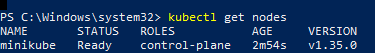 PS C:\Windows\system32> kubectl get nodes
NAME STATUS ROLES AGE VERSION
minikube Ready control-plane 2m54s v1.35.0